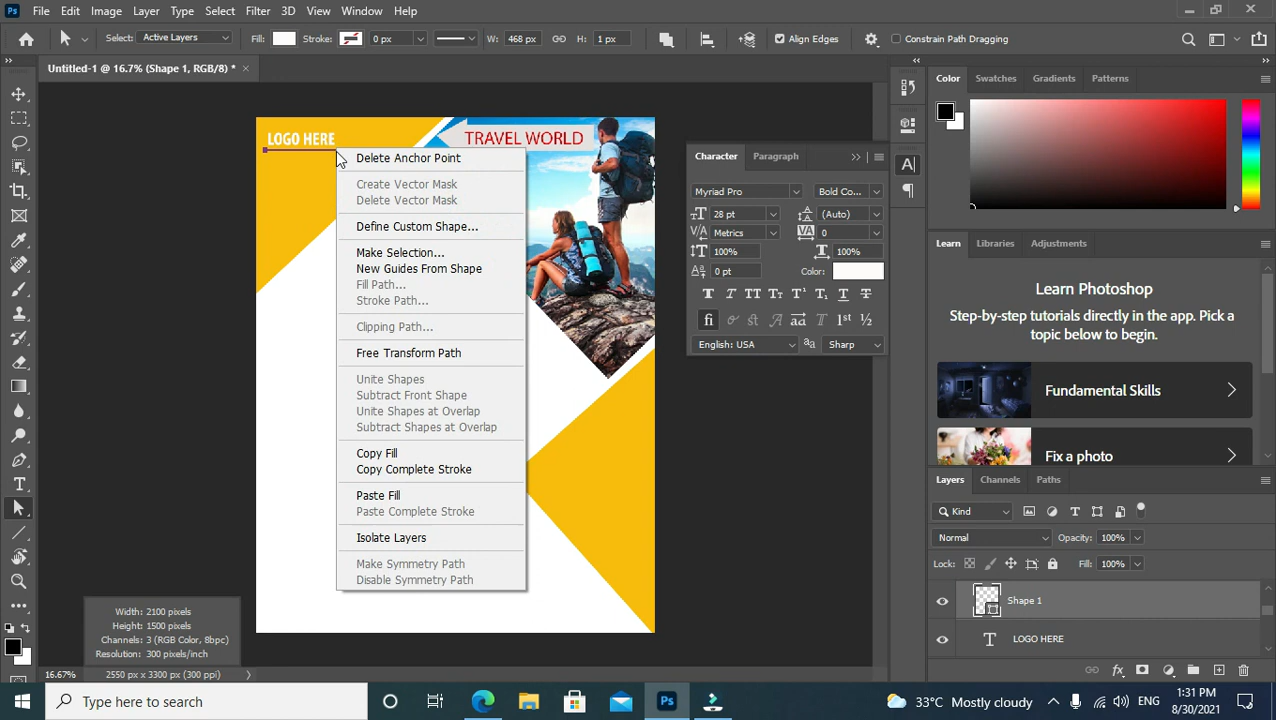 Ps File Edit Image Layer Type Select Filter 3D View Window Help
Select: Active Layers Fill: Stroke: 0 px W: 468 px H: 1 px Align Edges Constrain Path Dragging
Untitled-1 @ 16.7% (Shape 1, RGB/8) *
LOGO HERE
TRAVEL WORLD
Delete Anchor Point
Create Vector Mask
Delete Vector Mask
Define Custom Shape...
Make Selection...
New Guides From Shape
Fill Path...
Stroke Path...
Clipping Path...
Free Transform Path
Unite Shapes
Subtract Front Shape
Unite Shapes at Overlap
Subtract Shapes at Overlap
Copy Fill
Copy Complete Stroke
Paste Fill
Paste Complete Stroke
Isolate Layers
Make Symmetry Path
Disable Symmetry Path
Character Paragraph
Myriad Pro Bold Co...
28 pt (Auto)
Metrics 0
100% 100%
0 pt Color:
English: USA Sharp
Color Swatches Gradients Patterns
Learn Libraries Adjustments
Learn Photoshop
Step-by-step tutorials directly in the app. Pick a
topic below to begin.
Fundamental Skills
Fix a photo
Layers Channels Paths
Kind
Normal Opacity: 100%
Lock: Fill: 100%
Shape 1
LOGO HERE
Width: 2100 pixels
Height: 1500 pixels
Channels: 3 (RGB Color, 8bpc)
Resolution: 300 pixels/inch
16.67% 2550 px x 3300 px (300 ppi)
Type here to search
Ps
33°C Mostly cloudy
ENG
1:31 PM
8/30/2021